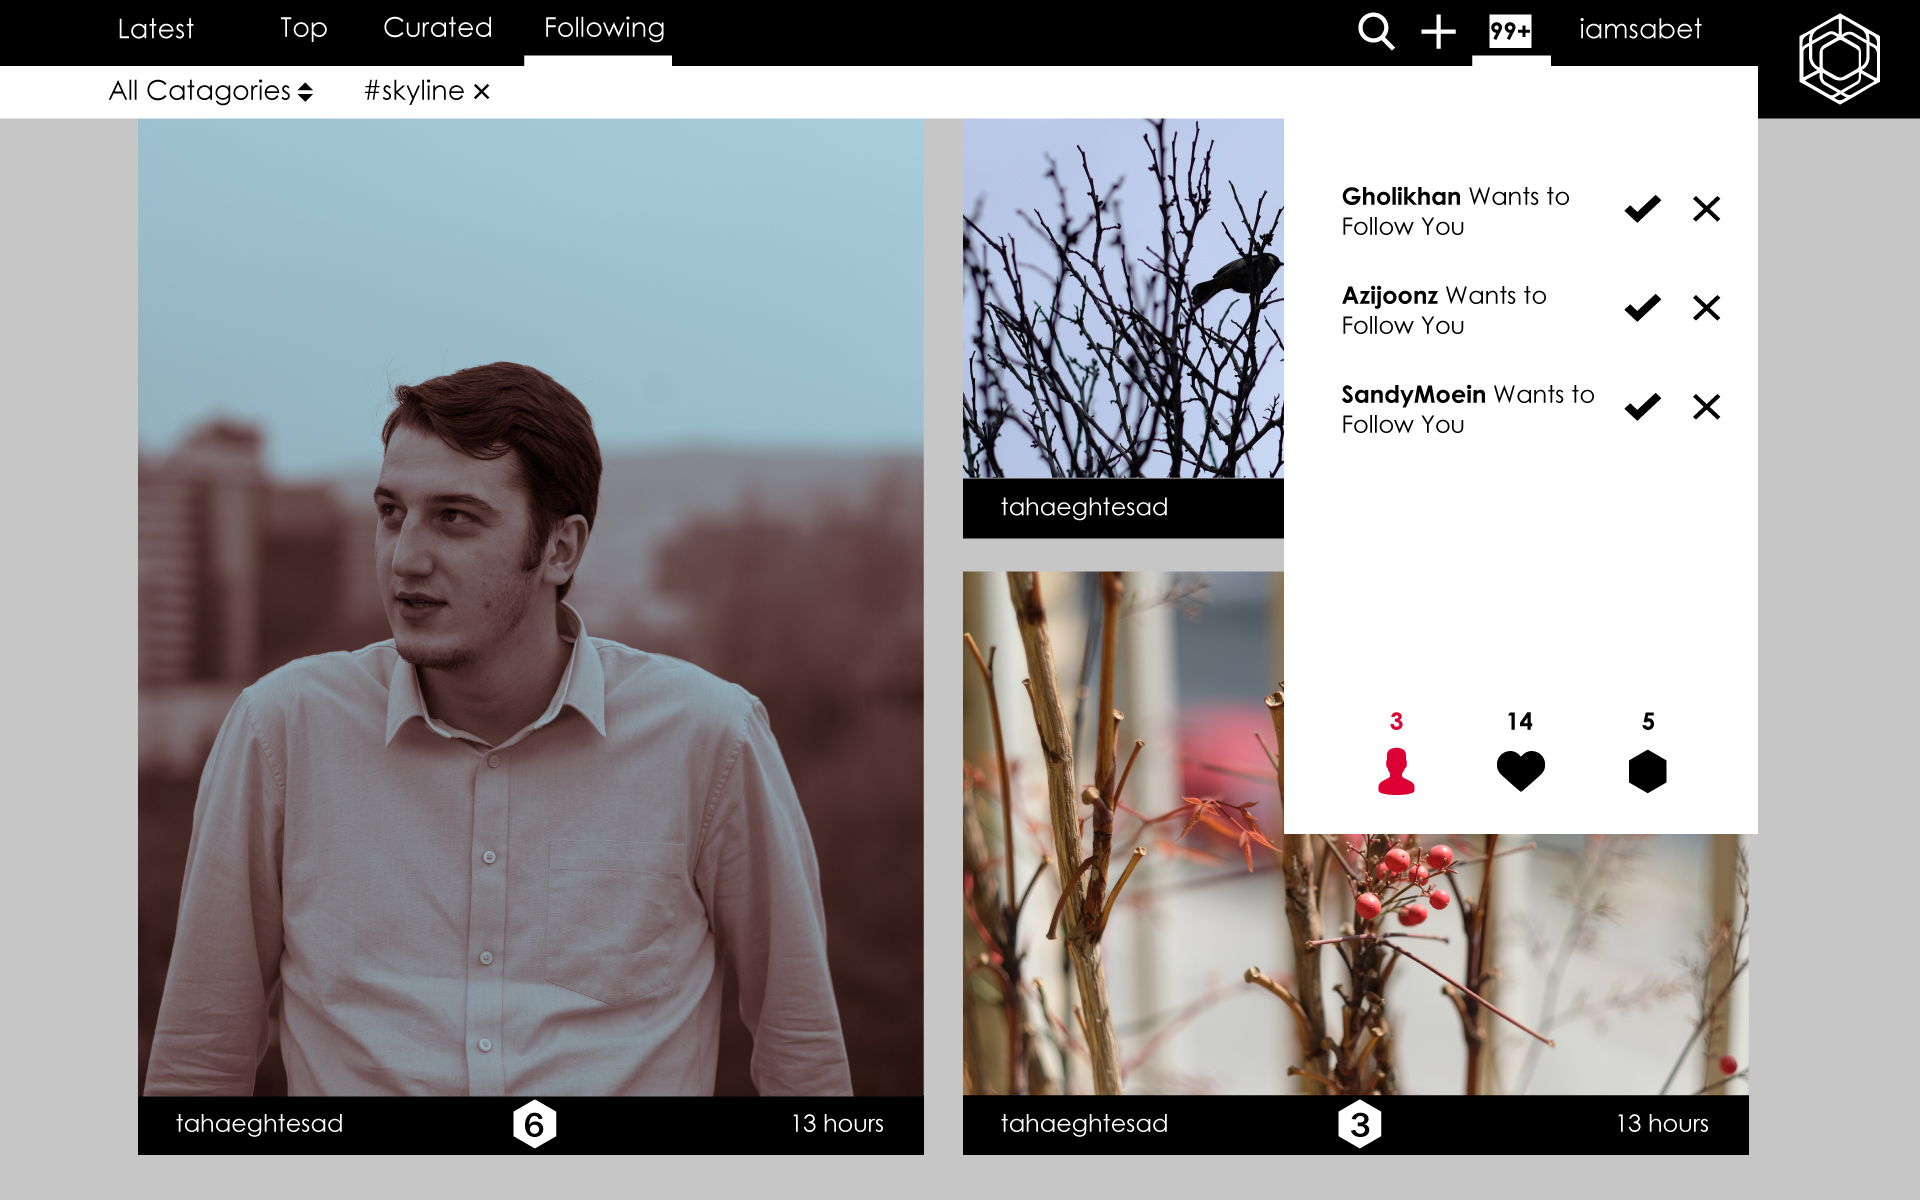 Latest Top Curated Following 99+ iamsabet
All Catagories #skyline
Gholikhan Wants to
Follow You
Azijoonz Wants to
Follow You
SandyMoein Wants to
Follow You
3 14 5
tahaeghtesad
tahaeghtesad 6 13 hours
tahaeghtesad 3 13 hours